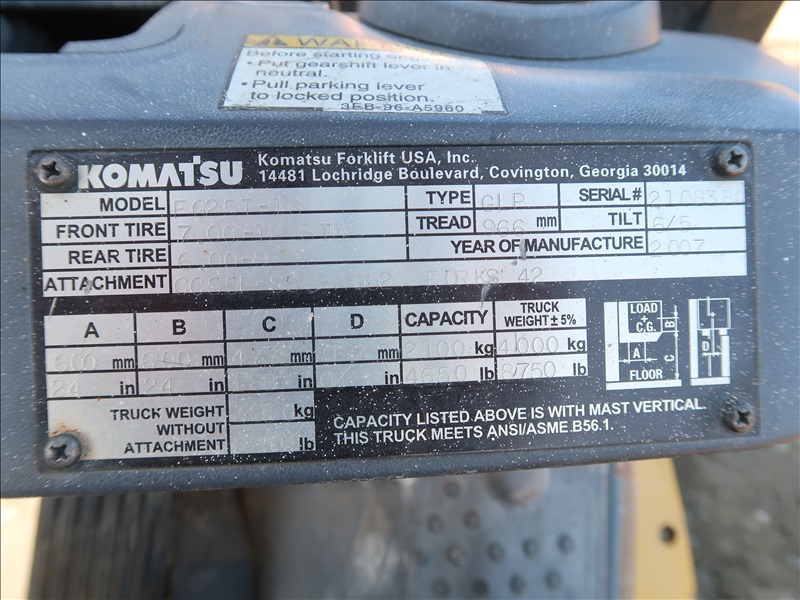 WARNING
Before starting engine
• Put gearshift lever in
neutral.
• Pull parking lever
to locked position.
3EB-96-A5960
KOMATSU
Komatsu Forklift USA, Inc.
14481 Lochridge Boulevard, Covington, Georgia 30014
MODEL TYPE GLP SERIAL#
FRONT TIRE TREAD 966 mm TILT 6/5
REAR TIRE YEAR OF MANUFACTURE 2007
ATTACHMENT FORKS 42
A B C D CAPACITY TRUCK WEIGHT ± 5%
600 mm 600 mm mm mm 2100 kg 4000 kg
24 in 24 in in in 4650 lb 8750 lb
TRUCK WEIGHT WITHOUT ATTACHMENT kg lb
LOAD
C.G.
A B C D
FLOOR
CAPACITY LISTED ABOVE IS WITH MAST VERTICAL.
THIS TRUCK MEETS ANSI/ASME B56.1.